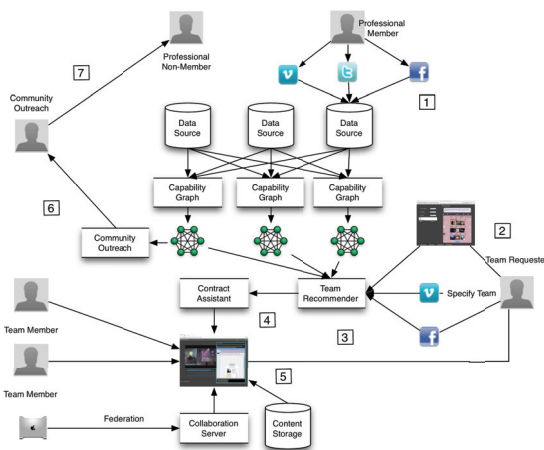 Professional
Member
7
Professional
Non-Member
1
Community
Outreach
Data
Source
Data
Source
Data
Source
Capability
Graph
Capability
Graph
Capability
Graph
6
2
Community
Outreach
Team Requeste
Contract
Assistant
Team
Recommender
Specify Team
4
3
Team Member
5
Team Member
Federation
Collaboration
Server
Content
Storage